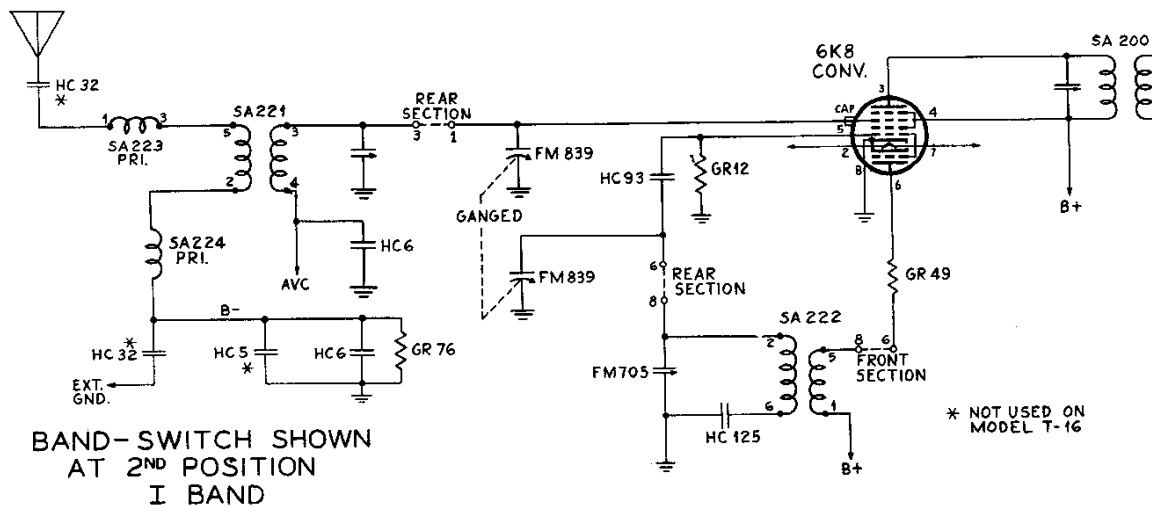 HC 32
*
1
3
SA223
PRI.
SA221
5
3
2
4
REAR
SECTION
3
1
FM 839
GANGED
FM839
HC6
AVC
SA224
PRI.
B-
*
HC32
EXT.
GND.
HC5
*
HC6
GR 76
6K8
CONV.
3
CAP
4
5
2
7
8
6
SA 200
B+
HC 93
GR12
6
REAR
SECTION
8
GR 49
SA 222
2
5
8
6
FRONT
SECTION
FM705
6
1
HC 125
B+
* NOT USED ON
MODEL T-16
BAND-SWITCH SHOWN
AT 2ND POSITION
I BAND